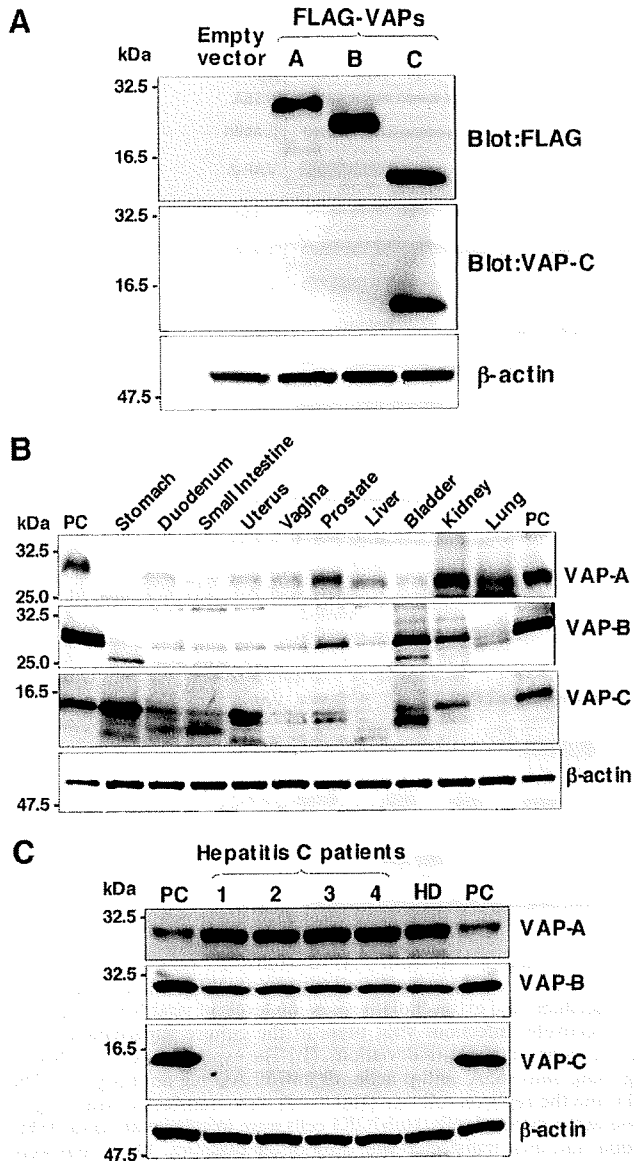 A
FLAG-VAPs
Empty vector
kDa
A B C
32.5 -
16.5 -
Blot:FLAG
32.5 -
16.5 -
Blot:VAP-C
47.5 -
β-actin
B
kDa
PC Stomach Duodenum Small Intestine Uterus Vagina Prostate Liver Bladder Kidney Lung PC
32.5 -
25.0 -
VAP-A
32.5 -
25.0 -
VAP-B
16.5 -
VAP-C
47.5 -
β-actin
C
Hepatitis C patients
kDa
PC 1 2 3 4 HD PC
32.5 -
VAP-A
32.5 -
VAP-B
16.5 -
VAP-C
47.5 -
β-actin